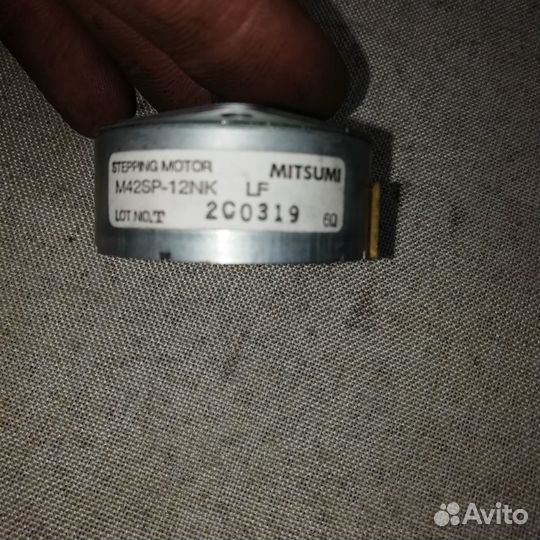 STEPPING MOTOR MITSUMI
M42SP-12NK LF
LOT NO.T 2C0319 6Ω
Avito